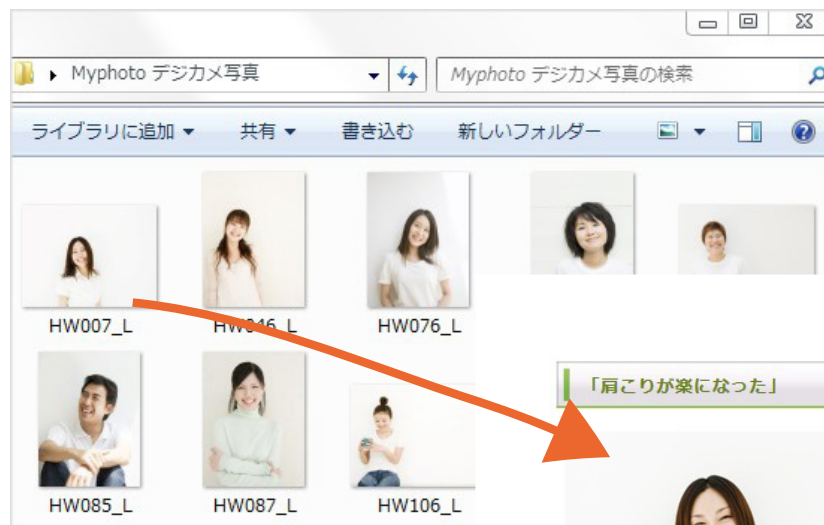 Myphoto デジカメ写真
Myphoto デジカメ写真の検索
ライブラリに追加 共有 書き込む 新しいフォルダー
HW007_L HW046_L HW076_L
「肩こりが楽になった」
HW085_L HW087_L HW106_L